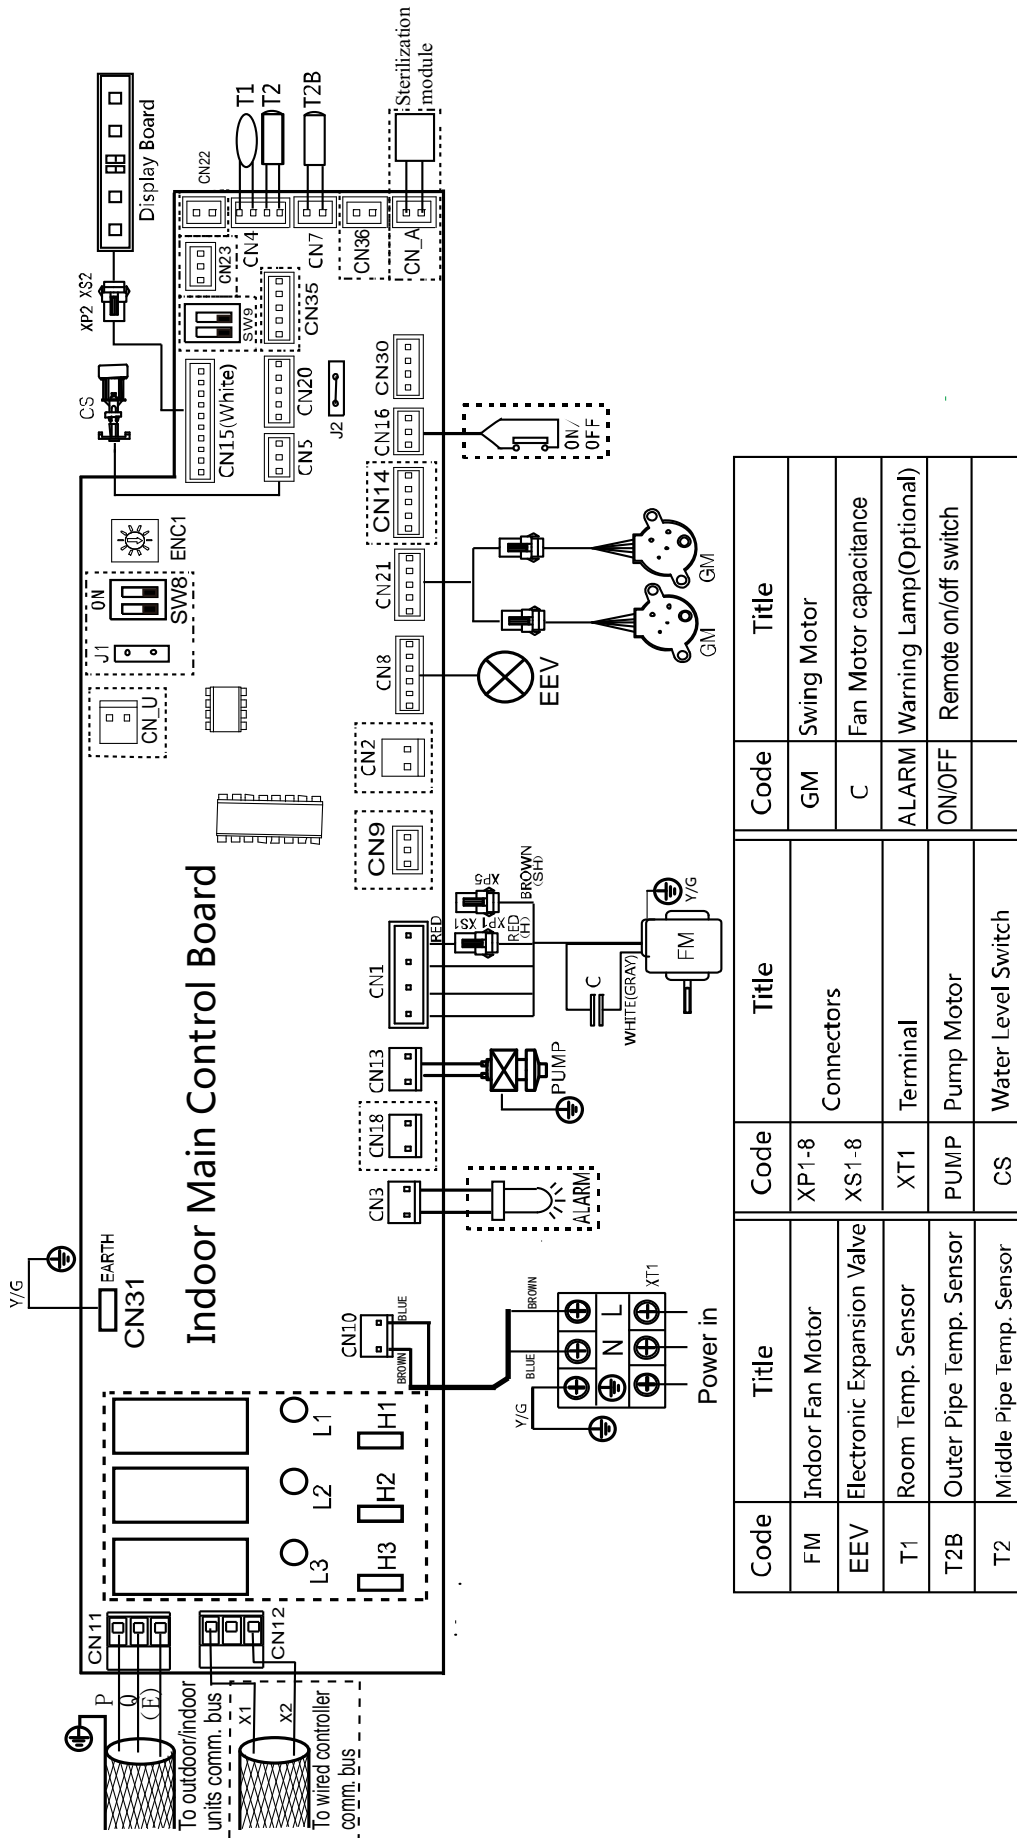 Indoor Main Control Board
To outdoor/indoor
units comm. bus
P
Q
(E)
CN11
To wired controller
comm. bus
X1
X2
CN12
L3
L2
L1
H3
H2
H1
Y/G
EARTH
CN31
CN_U
J1
ON
SW8
ENC1
CS
XP2 XS2
Display Board
CN15(White)
SW9
CN23
CN22
CN5
CN20
CN35
CN4
T1
T2
CN7
T2B
CN36
CN_A
Sterilization
module
J2
CN10
BROWN
BLUE
CN3
CN18
CN13
CN1
CN9
CN2
CN8
CN21
CN14
CN16
CN30
Y/G
BLUE
BROWN
N
L
XT1
Power in
ALARM
PUMP
RED
XP1 XS1
RED
(H)
XP5
BROWN
(SH)
C
WHITE(GRAY)
FM
Y/G
EEV
GM
GM
ON/
OFF
Code Title Code Title Code Title
FM Indoor Fan Motor XP1-8 Connectors GM Swing Motor
EEV Electronic Expansion Valve XS1-8 C Fan Motor capacitance
T1 Room Temp. Sensor XT1 Terminal ALARM Warning Lamp(Optional)
T2B Outer Pipe Temp. Sensor PUMP Pump Motor ON/OFF Remote on/off switch
T2 Middle Pipe Temp. Sensor CS Water Level Switch